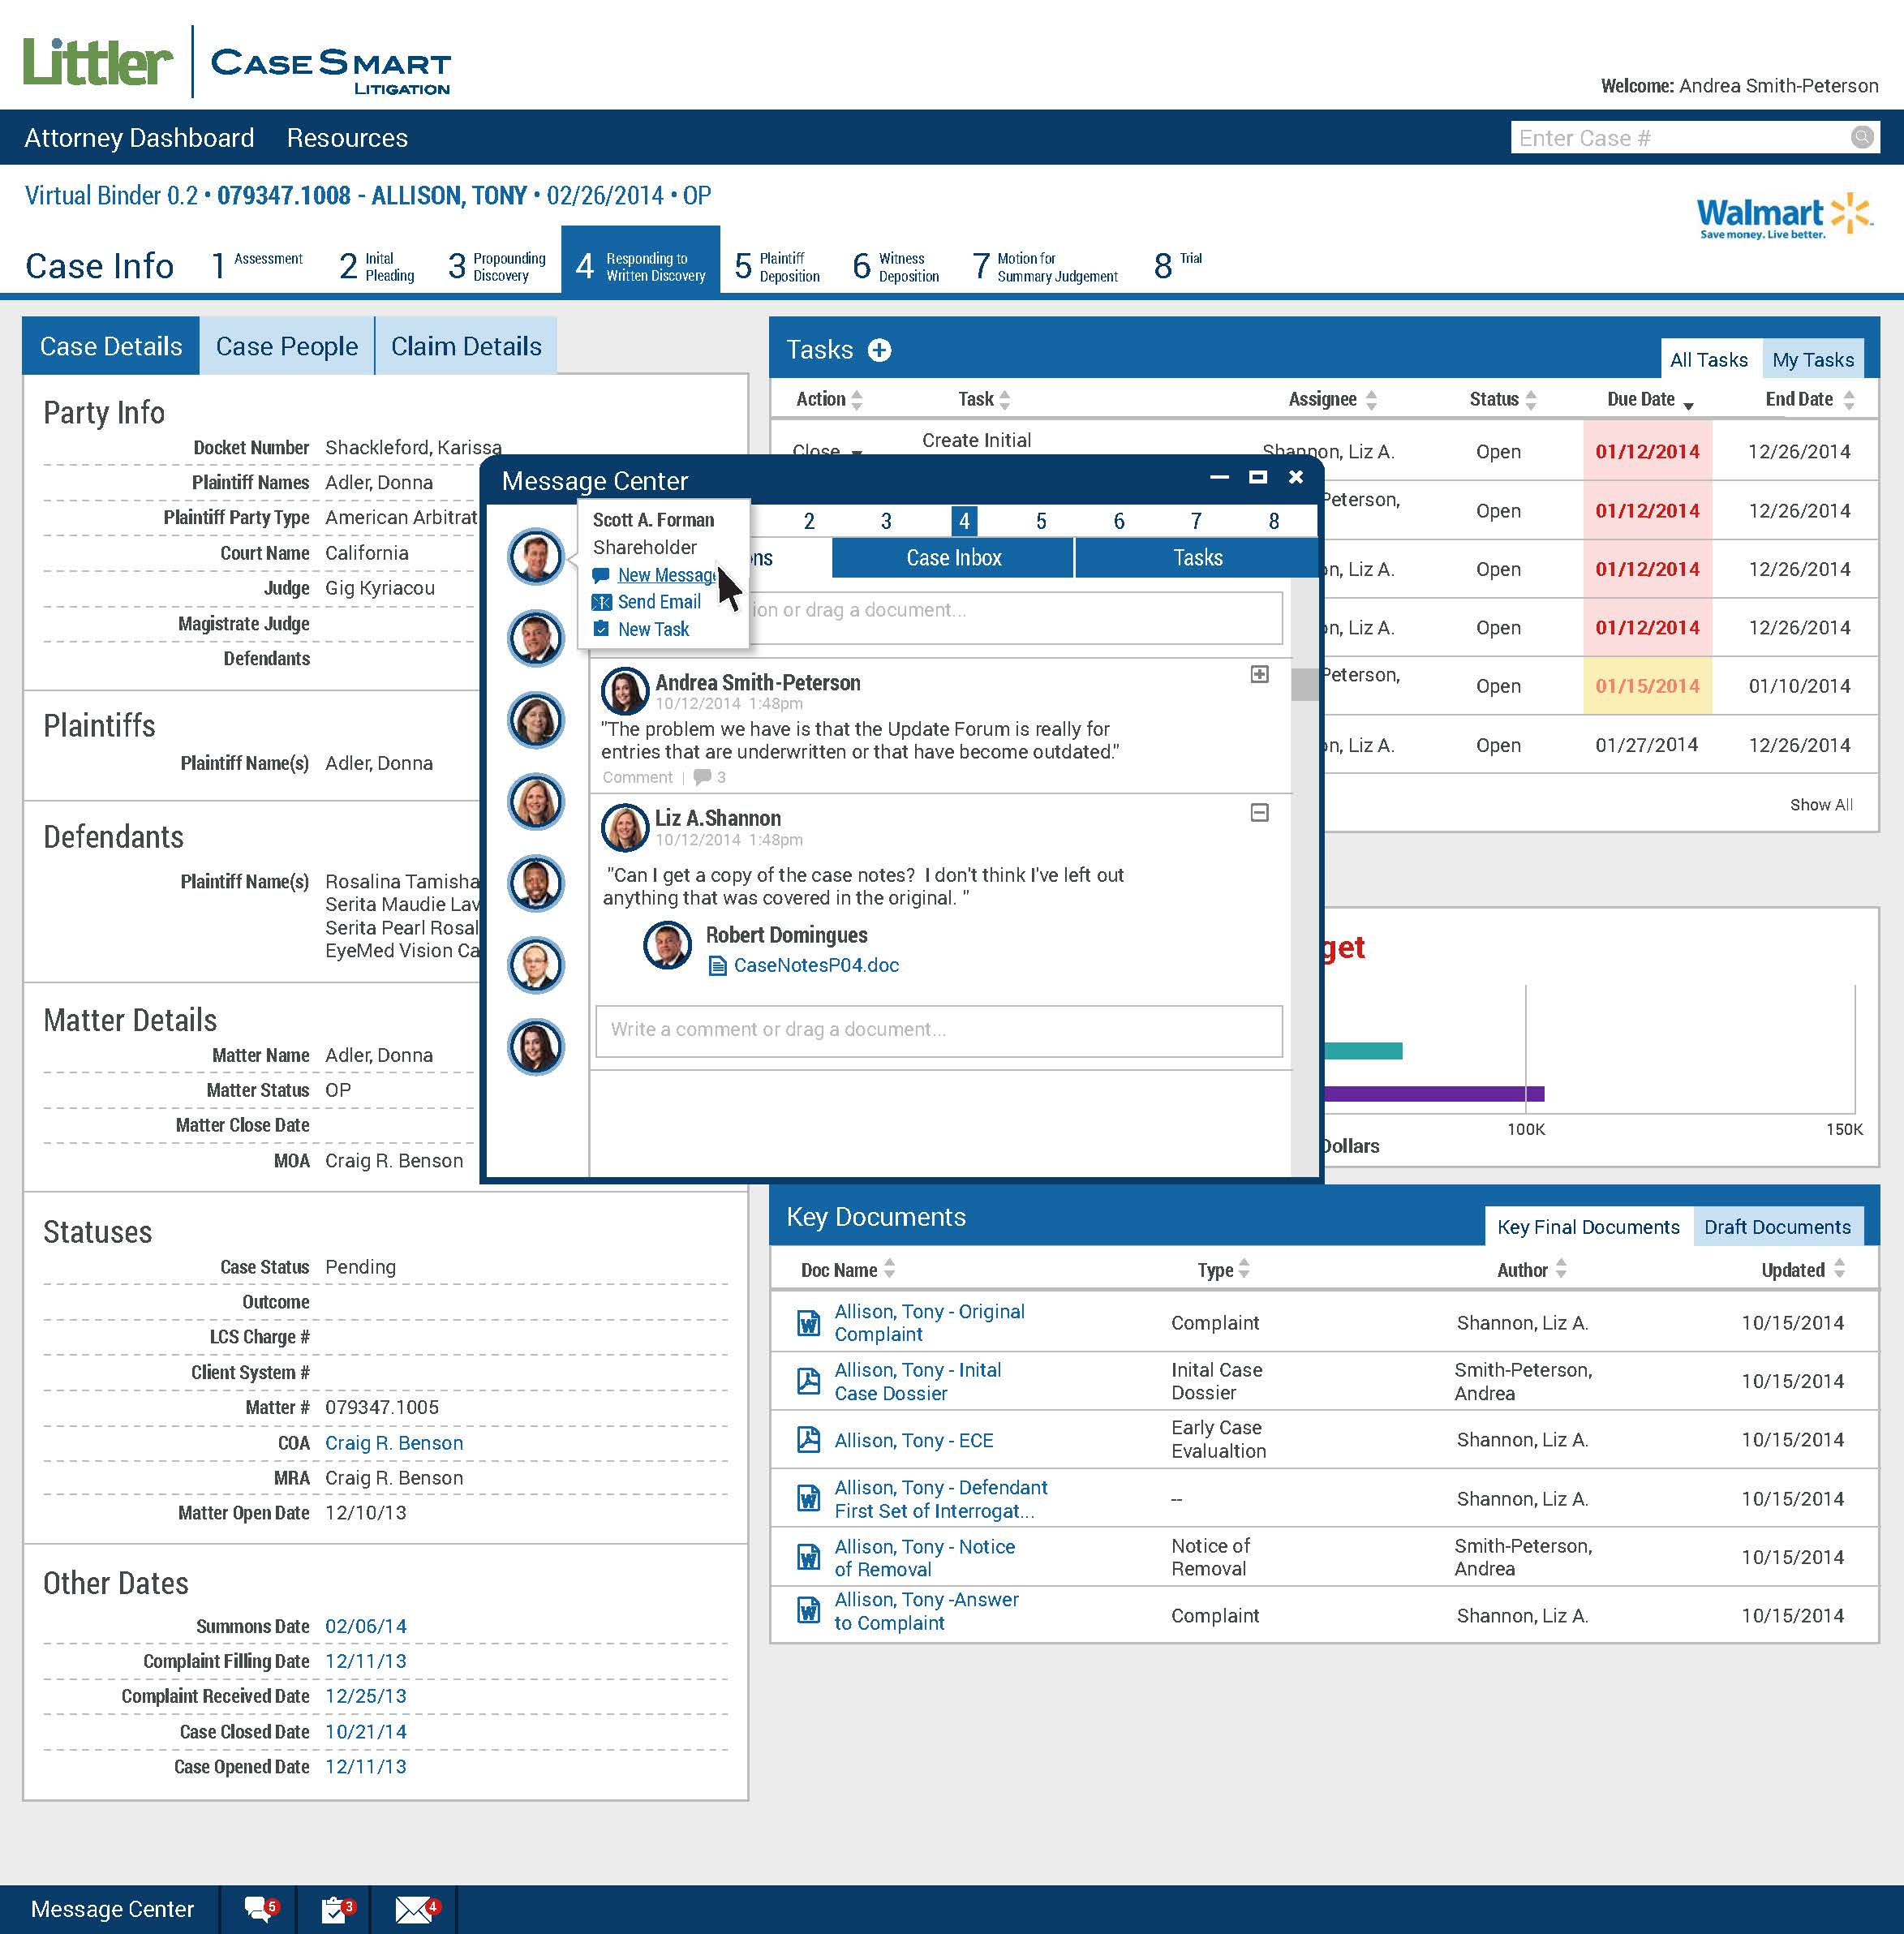 Littler
CASESMART
LITIGATION
Welcome: Andrea Smith-Peterson
Attorney Dashboard Resources
Enter Case #
Virtual Binder 0.2 • 079347.1008 - ALLISON, TONY • 02/26/2014 • OP
Walmart
Save money. Live better.
Case Info
1 Assessment
2 Inital Pleading
3 Propounding Discovery
4 Responding to Written Discovery
5 Plaintiff Deposition
6 Witness Deposition
7 Motion for Summary Judgement
8 Trial
Case Details Case People Claim Details
Party Info
Docket Number Shackleford, Karissa
Plaintiff Names Adler, Donna
Plaintiff Party Type American Arbitrat
Court Name California
Judge Gig Kyriacou
Magistrate Judge
Defendants
Plaintiffs
Plaintiff Name(s) Adler, Donna
Defendants
Plaintiff Name(s) Rosalina Tamisha
Serita Maudie Lav
Serita Pearl Rosal
EyeMed Vision Ca
Matter Details
Matter Name Adler, Donna
Matter Status OP
Matter Close Date
MOA Craig R. Benson
Statuses
Case Status Pending
Outcome
LCS Charge #
Client System #
Matter # 079347.1005
COA Craig R. Benson
MRA Craig R. Benson
Matter Open Date 12/10/13
Other Dates
Summons Date 02/06/14
Complaint Filling Date 12/11/13
Complaint Received Date 12/25/13
Case Closed Date 10/21/14
Case Opened Date 12/11/13
Tasks
All Tasks My Tasks
Action Task Assignee Status Due Date End Date
Close Create Initial Shannon, Liz A. Open 01/12/2014 12/26/2014
Peterson, Open 01/12/2014 12/26/2014
n, Liz A. Open 01/12/2014 12/26/2014
n, Liz A. Open 01/12/2014 12/26/2014
Peterson, Open 01/15/2014 01/10/2014
n, Liz A. Open 01/27/2014 12/26/2014
Show All
Message Center
2 3 4 5 6 7 8
ns Case Inbox Tasks
Scott A. Forman
Shareholder
New Message
Send Email
New Task
ion or drag a document...
Andrea Smith-Peterson
10/12/2014 1:48pm
"The problem we have is that the Update Forum is really for
entries that are underwritten or that have become outdated."
Comment | 3
Liz A.Shannon
10/12/2014 1:48pm
"Can I get a copy of the case notes? I don't think I've left out
anything that was covered in the original. "
Robert Domingues
CaseNotesP04.doc
Write a comment or drag a document...
get
100K 150K
Dollars
Key Documents
Key Final Documents Draft Documents
Doc Name Type Author Updated
Allison, Tony - Original
Complaint
Complaint Shannon, Liz A. 10/15/2014
Allison, Tony - Inital
Case Dossier
Inital Case
Dossier
Smith-Peterson,
Andrea
10/15/2014
Allison, Tony - ECE
Early Case
Evaluation
Shannon, Liz A. 10/15/2014
Allison, Tony - Defendant
First Set of Interrogat...
-- Shannon, Liz A. 10/15/2014
Allison, Tony - Notice
of Removal
Notice of
Removal
Smith-Peterson,
Andrea
10/15/2014
Allison, Tony -Answer
to Complaint
Complaint Shannon, Liz A. 10/15/2014
Message Center 5 3 4